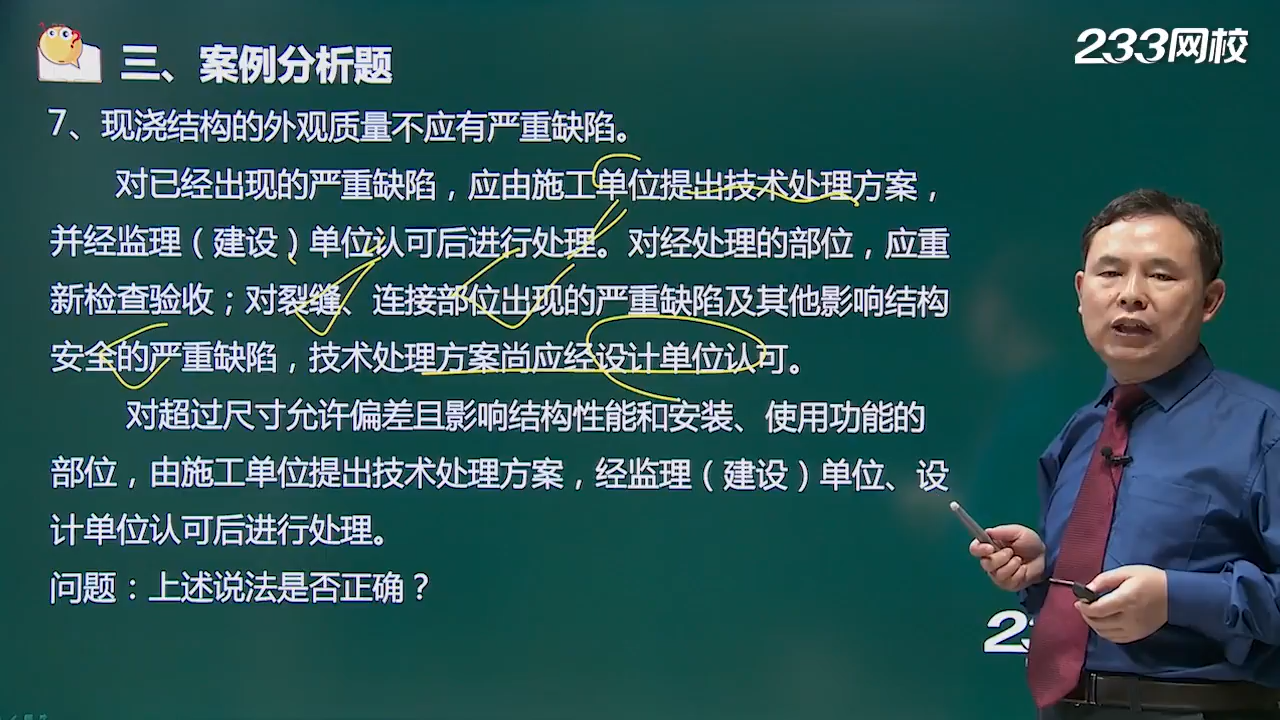 233网校
三、案例分析题
7、现浇结构的外观质量不应有严重缺陷。
对已经出现的严重缺陷，应由施工单位提出技术处理方案，
并经监理（建设）单位认可后进行处理。对经处理的部位，应重
新检查验收；对裂缝、连接部位出现的严重缺陷及其他影响结构
安全的严重缺陷，技术处理方案尚应经设计单位认可。
对超过尺寸允许偏差且影响结构性能和安装、使用功能的
部位，由施工单位提出技术处理方案，经监理（建设）单位、设
计单位认可后进行处理。
问题：上述说法是否正确？